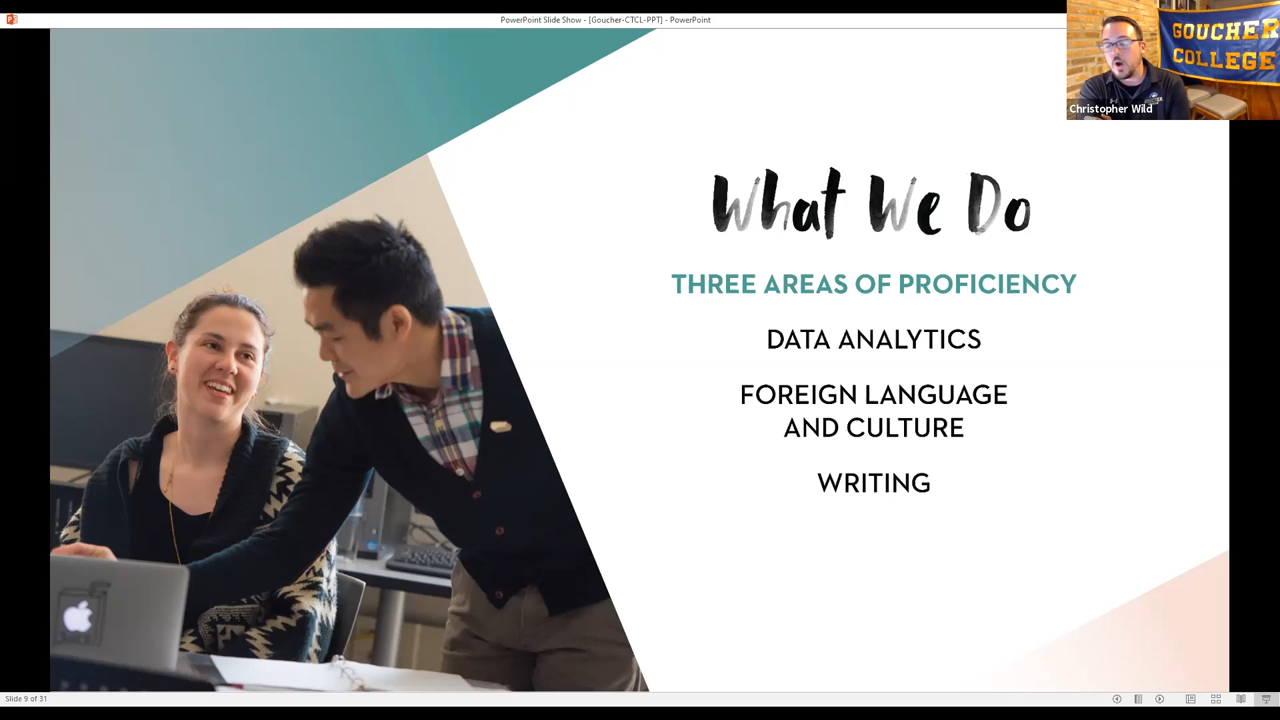 PowerPoint Slide Show - [Goucher-CTCL-PPT] - PowerPoint
GOUCHER
COLLEGE
Christopher Wild
What We Do
THREE AREAS OF PROFICIENCY
DATA ANALYTICS
FOREIGN LANGUAGE
AND CULTURE
WRITING
Slide 9 of 31